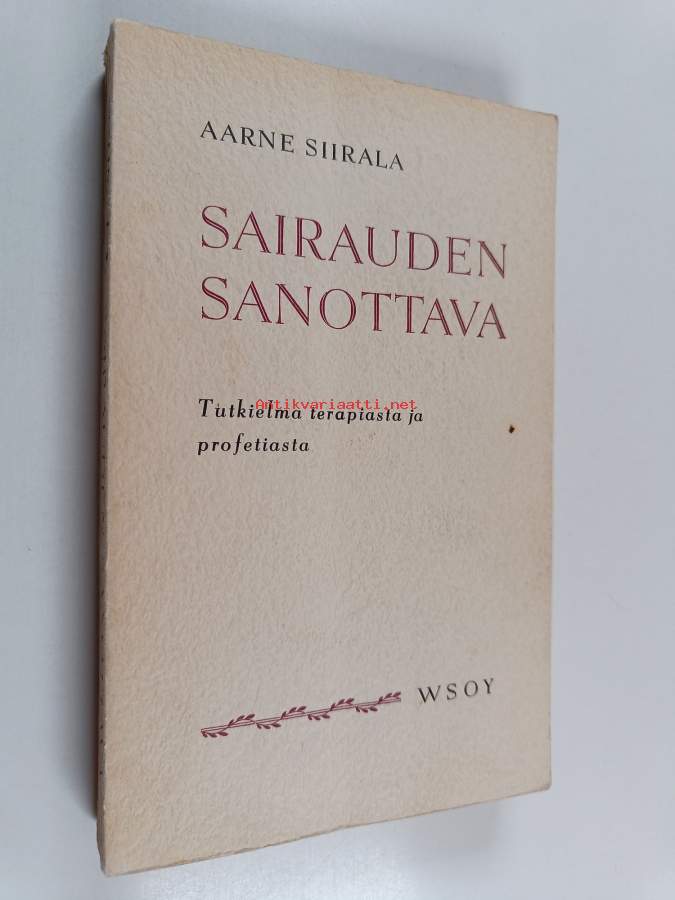 AARNE SIIRALA
SAIRAUDEN
SANOTTAVA
Antikvariaatti.net
Tutkielma terapiasta ja
profetiasta
WSOY